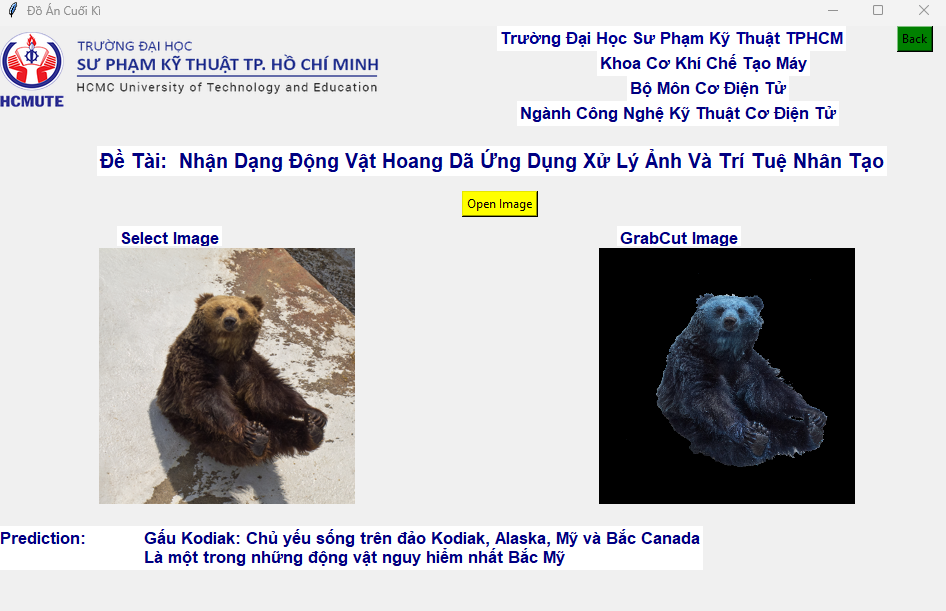 Đồ Án Cuối Kì
TRƯỜNG ĐẠI HỌC
SƯ PHẠM KỸ THUẬT TP. HỒ CHÍ MINH
HCMC University of Technology and Education
HCMUTE
Trường Đại Học Sư Phạm Kỹ Thuật TPHCM
Khoa Cơ Khí Chế Tạo Máy
Bộ Môn Cơ Điện Tử
Ngành Công Nghệ Kỹ Thuật Cơ Điện Tử
Back
Đề Tài: Nhận Dạng Động Vật Hoang Dã Ứng Dụng Xử Lý Ảnh Và Trí Tuệ Nhân Tạo
Open Image
Select Image
GrabCut Image
Prediction: Gấu Kodiak: Chủ yếu sống trên đảo Kodiak, Alaska, Mỹ và Bắc Canada
Là một trong những động vật nguy hiểm nhất Bắc Mỹ